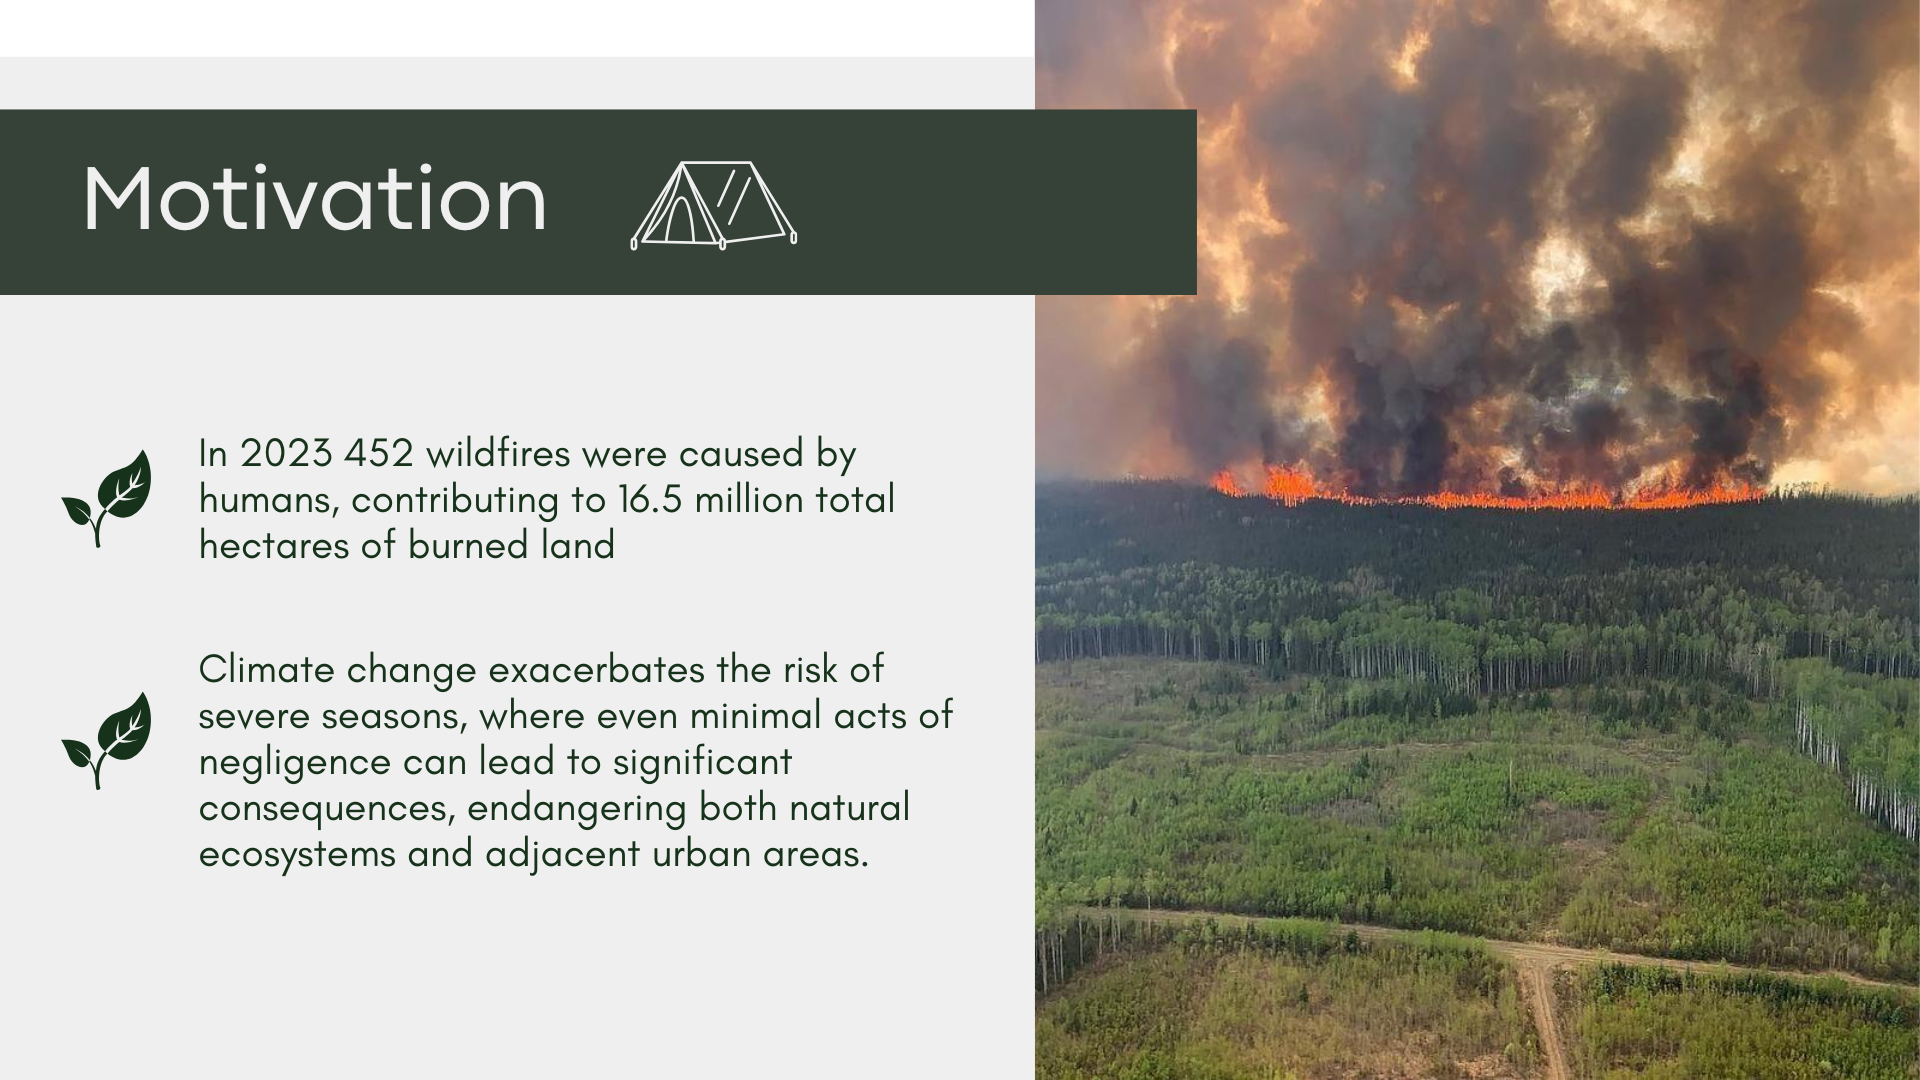 Motivation
In 2023 452 wildfires were caused by
humans, contributing to 16.5 million total
hectares of burned land
Climate change exacerbates the risk of
severe seasons, where even minimal acts of
negligence can lead to significant
consequences, endangering both natural
ecosystems and adjacent urban areas.